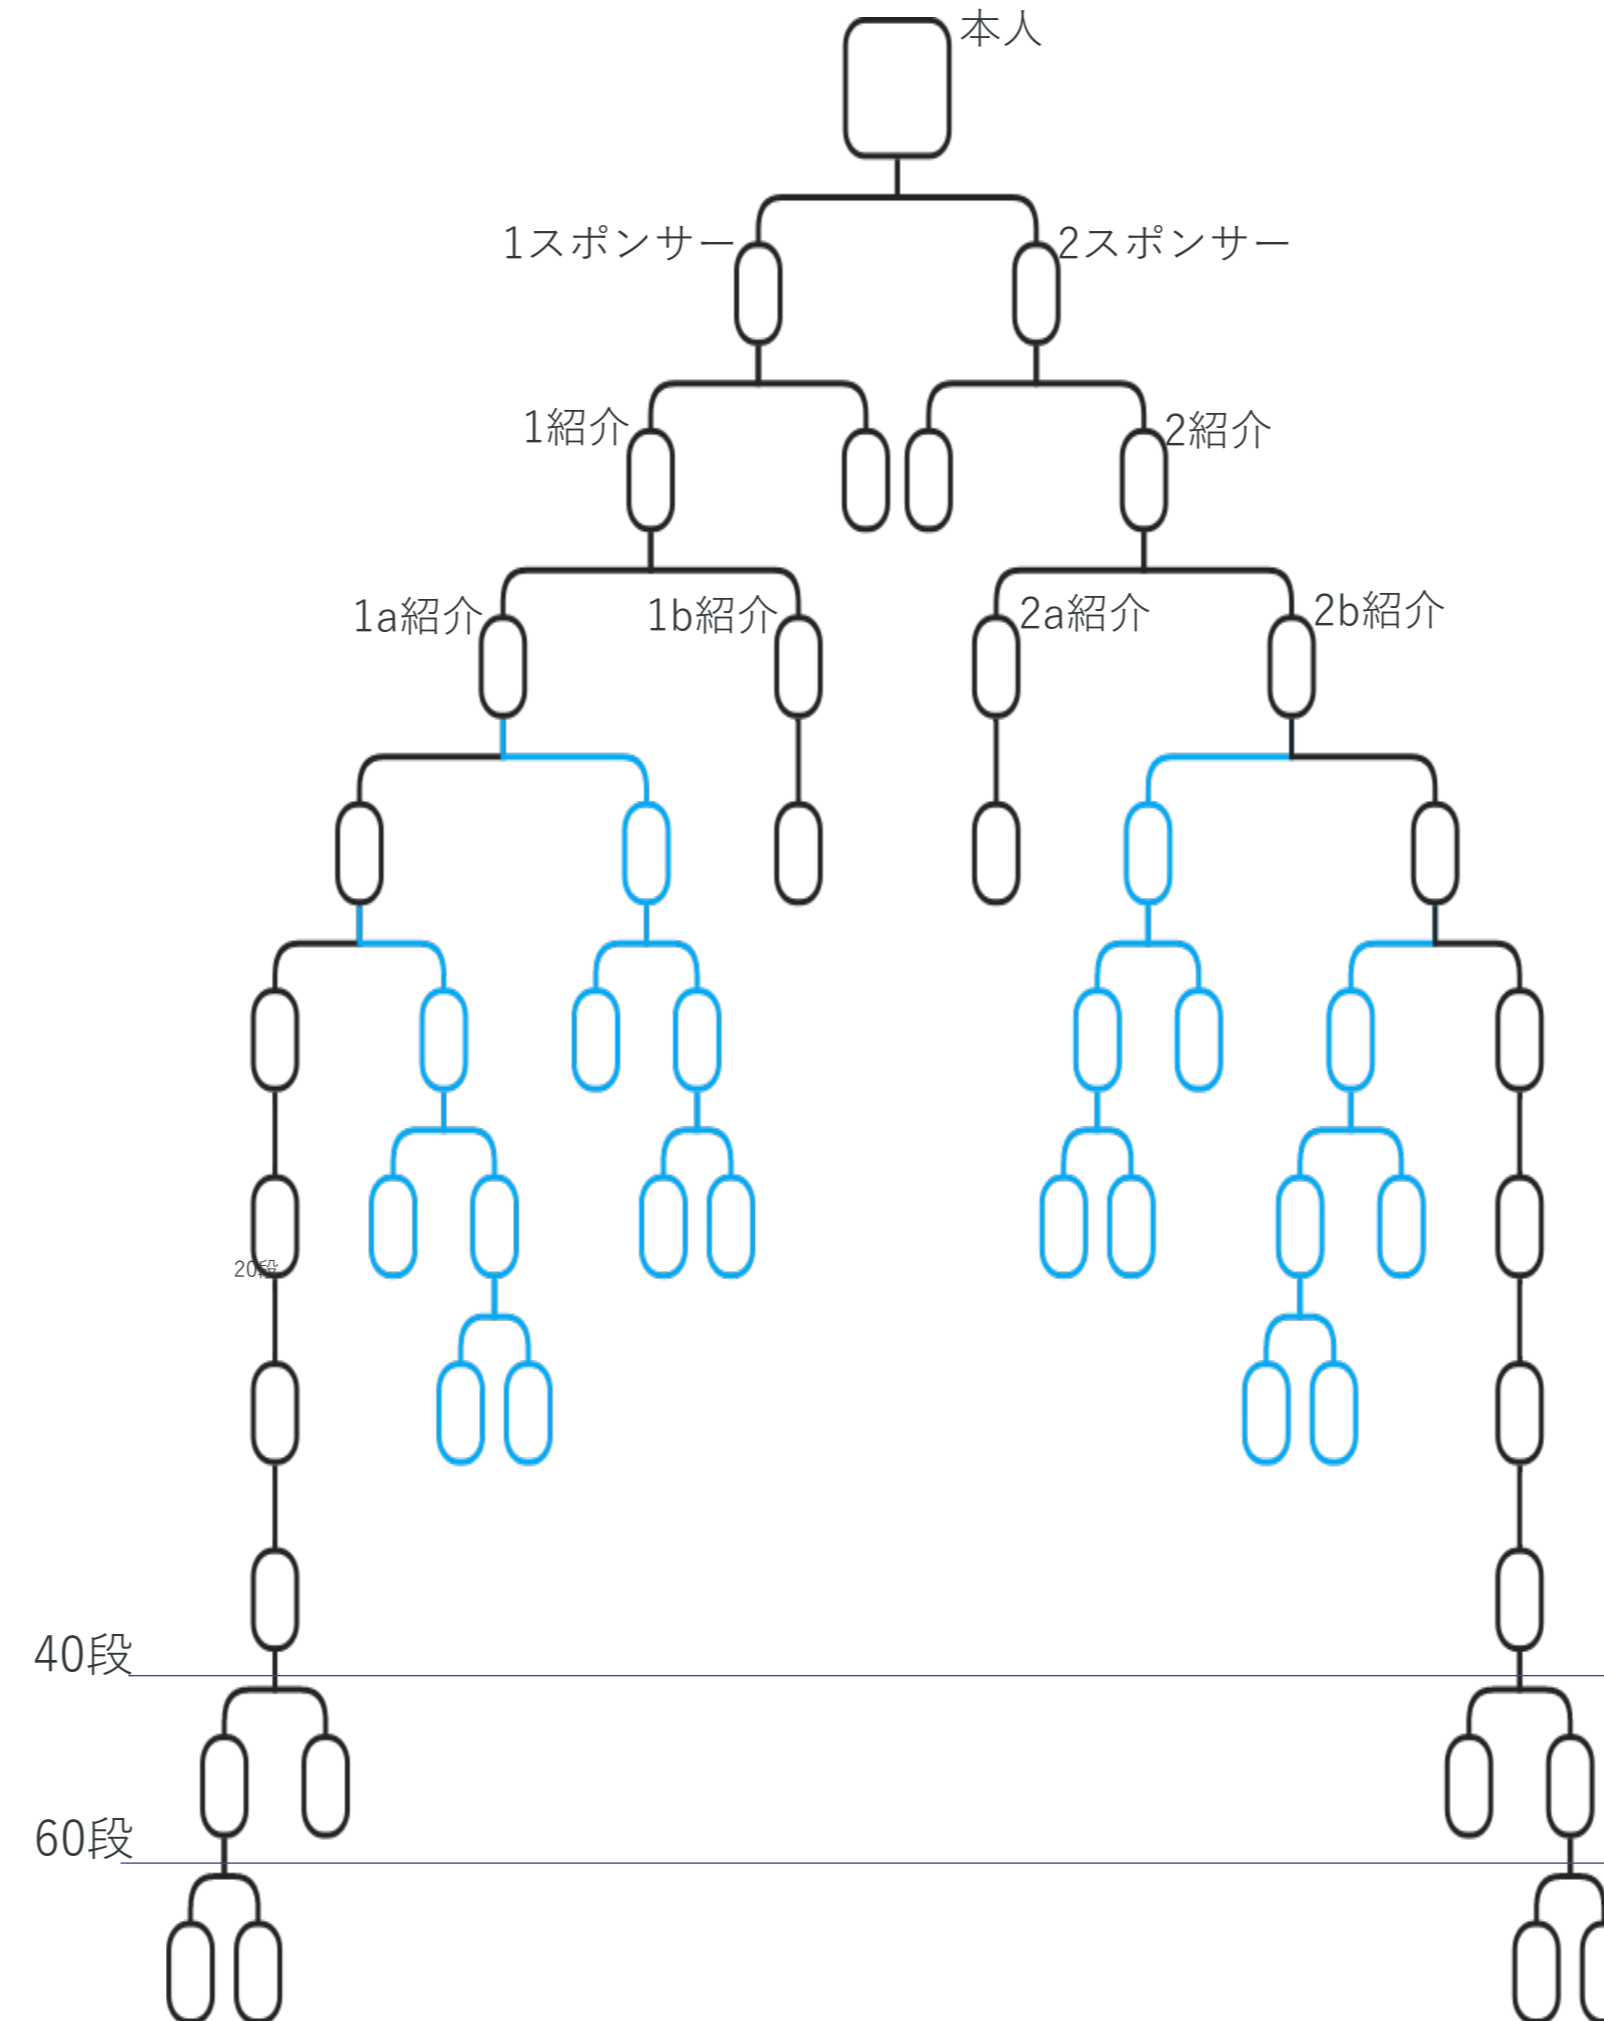 本人
1スポンサー
2スポンサー
1紹介
2紹介
1a紹介
1b紹介
2a紹介
2b紹介
20段
40段
60段